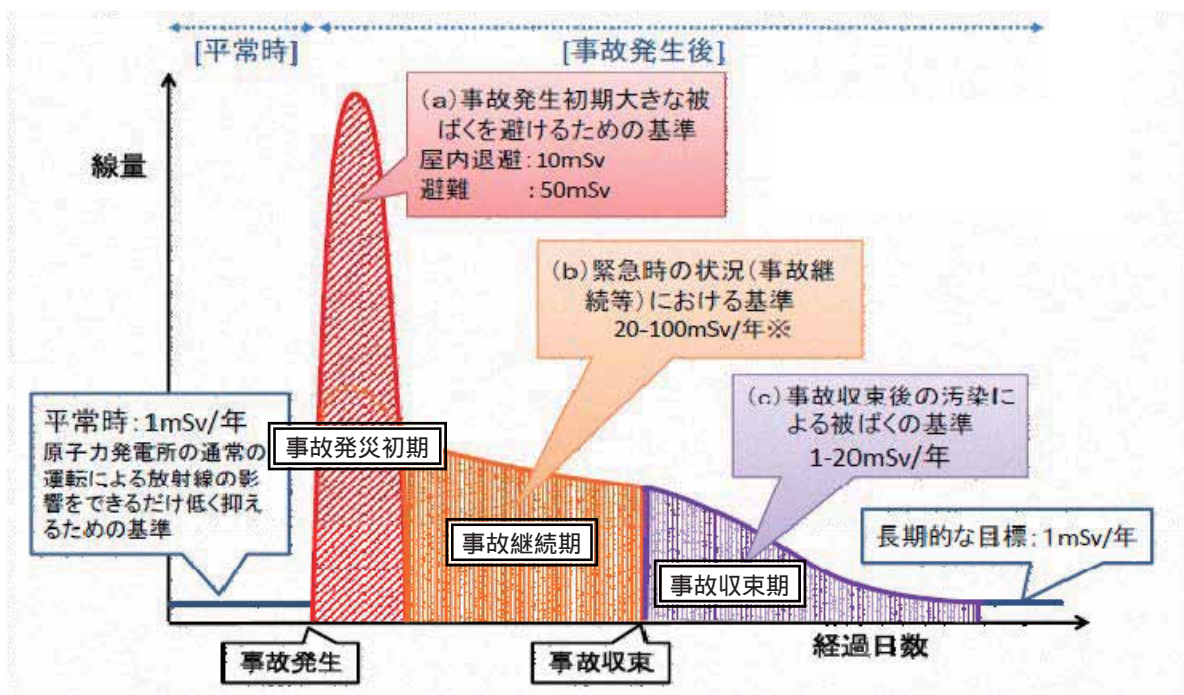 [平常時]
[事故発生後]
線量
(a)事故発生初期大きな被
ばくを避けるための基準
屋内退避:10mSv
避難　　:50mSv
(b)緊急時の状況(事故継
続等)における基準
20-100mSv/年※
(c)事故収束後の汚染に
よる被ばくの基準
1-20mSv/年
平常時:1mSv/年
原子力発電所の通常の
運転による放射線の影
響をできるだけ低く抑え
るための基準
事故発災初期
事故継続期
事故収束期
長期的な目標:1mSv/年
事故発生
事故収束
経過日数